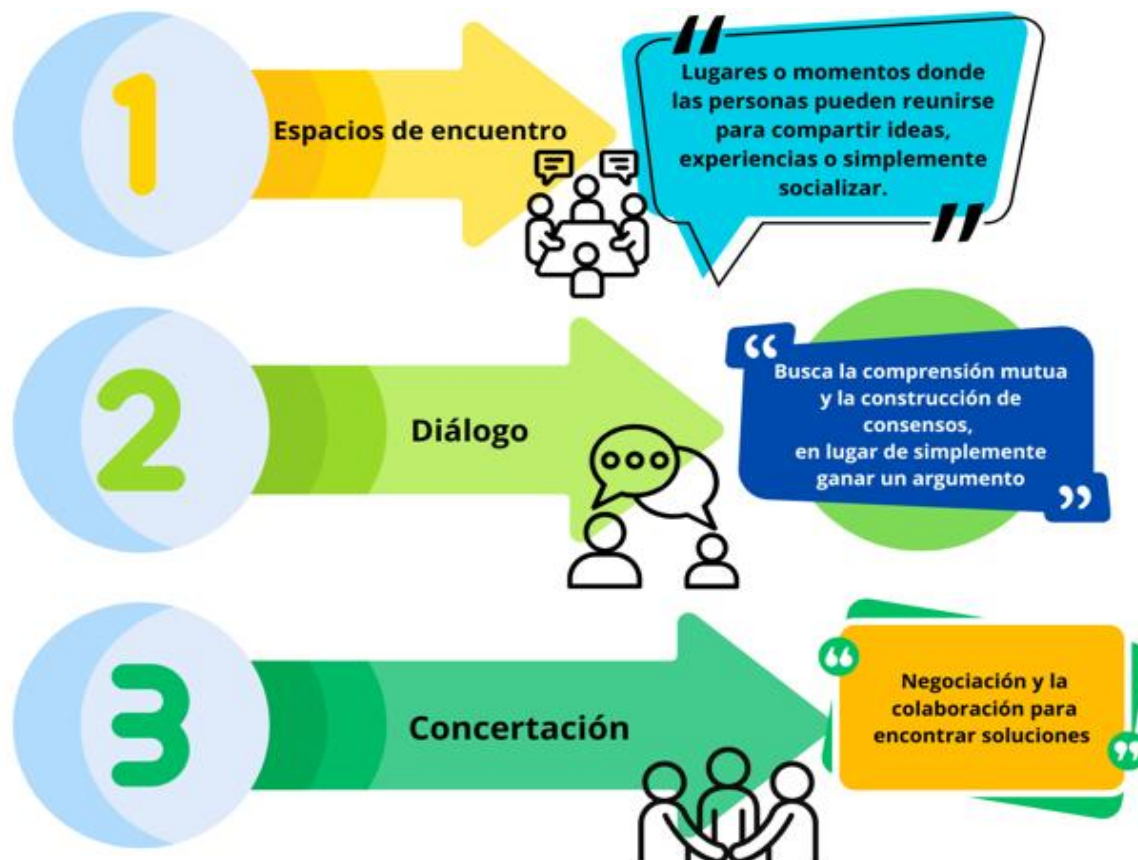 1
Espacios de encuentro
“
Lugares o momentos donde
las personas pueden reunirse
para compartir ideas,
experiencias o simplemente
socializar.
”
2
Diálogo
“
Busca la comprensión mutua
y la construcción de
consensos,
en lugar de simplemente
ganar un argumento
”
3
Concertación
“
Negociación y la
colaboración para
encontrar soluciones
”